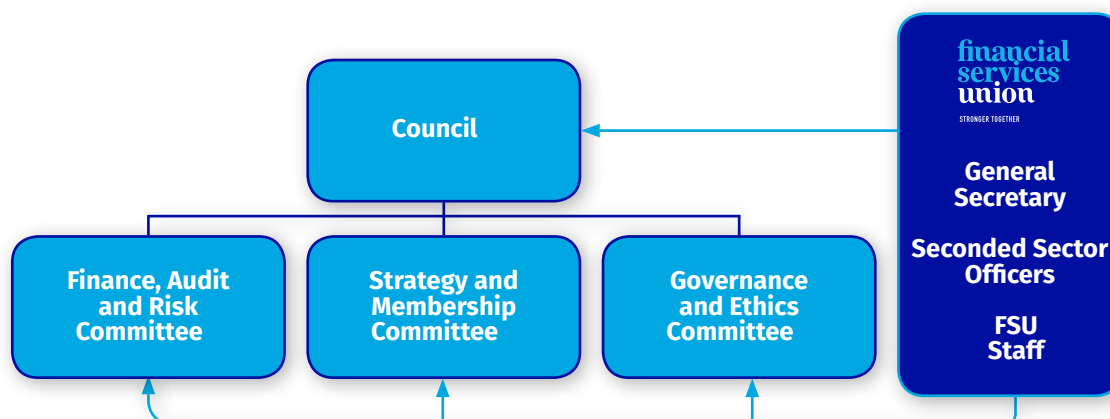 financial
services
union
STRONGER TOGETHER
Council
General
Secretary
Seconded Sector
Officers
FSU
Staff
Finance, Audit
and Risk
Committee
Strategy and
Membership
Committee
Governance
and Ethics
Committee